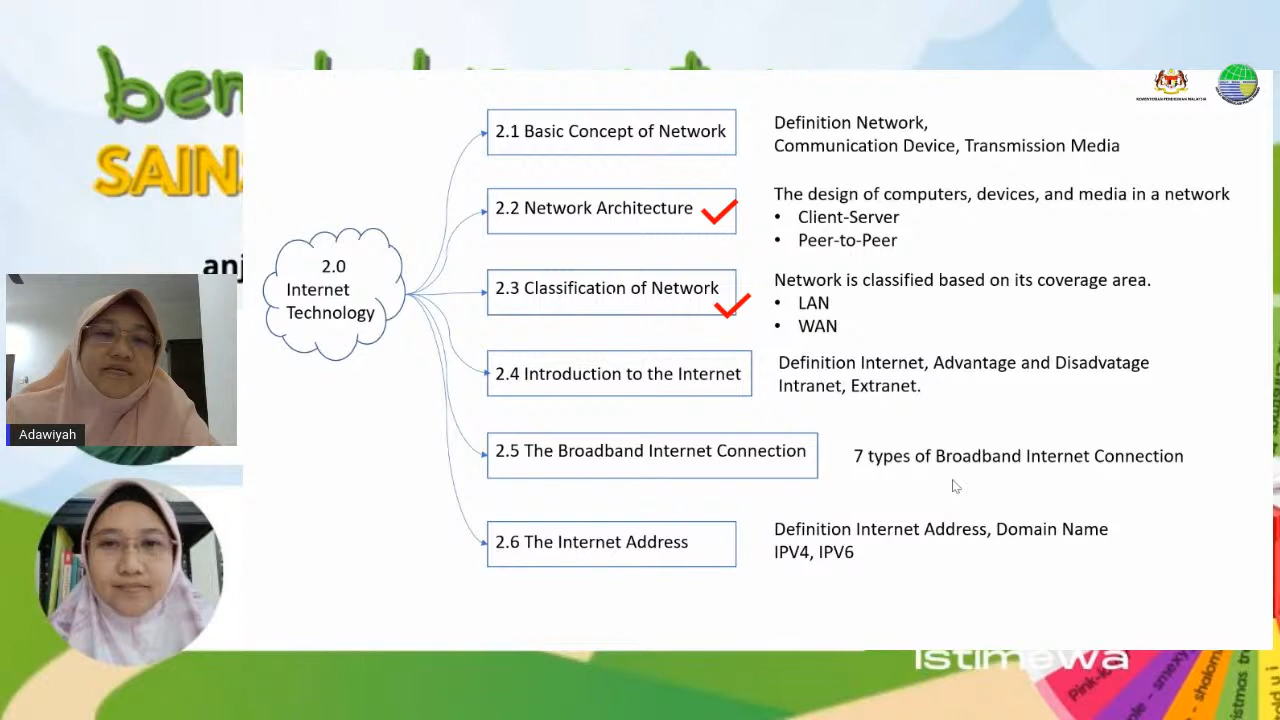 SAINS
anj
KEMENTERIAN PENDIDIKAN MALAYSIA
2.0
Internet
Technology
2.1 Basic Concept of Network
Definition Network,
Communication Device, Transmission Media
2.2 Network Architecture
The design of computers, devices, and media in a network
• Client-Server
• Peer-to-Peer
2.3 Classification of Network
Network is classified based on its coverage area.
• LAN
• WAN
2.4 Introduction to the Internet
Definition Internet, Advantage and Disadvatage
Intranet, Extranet.
2.5 The Broadband Internet Connection
7 types of Broadband Internet Connection
2.6 The Internet Address
Definition Internet Address, Domain Name
IPV4, IPV6
Adawiyah
istimewa